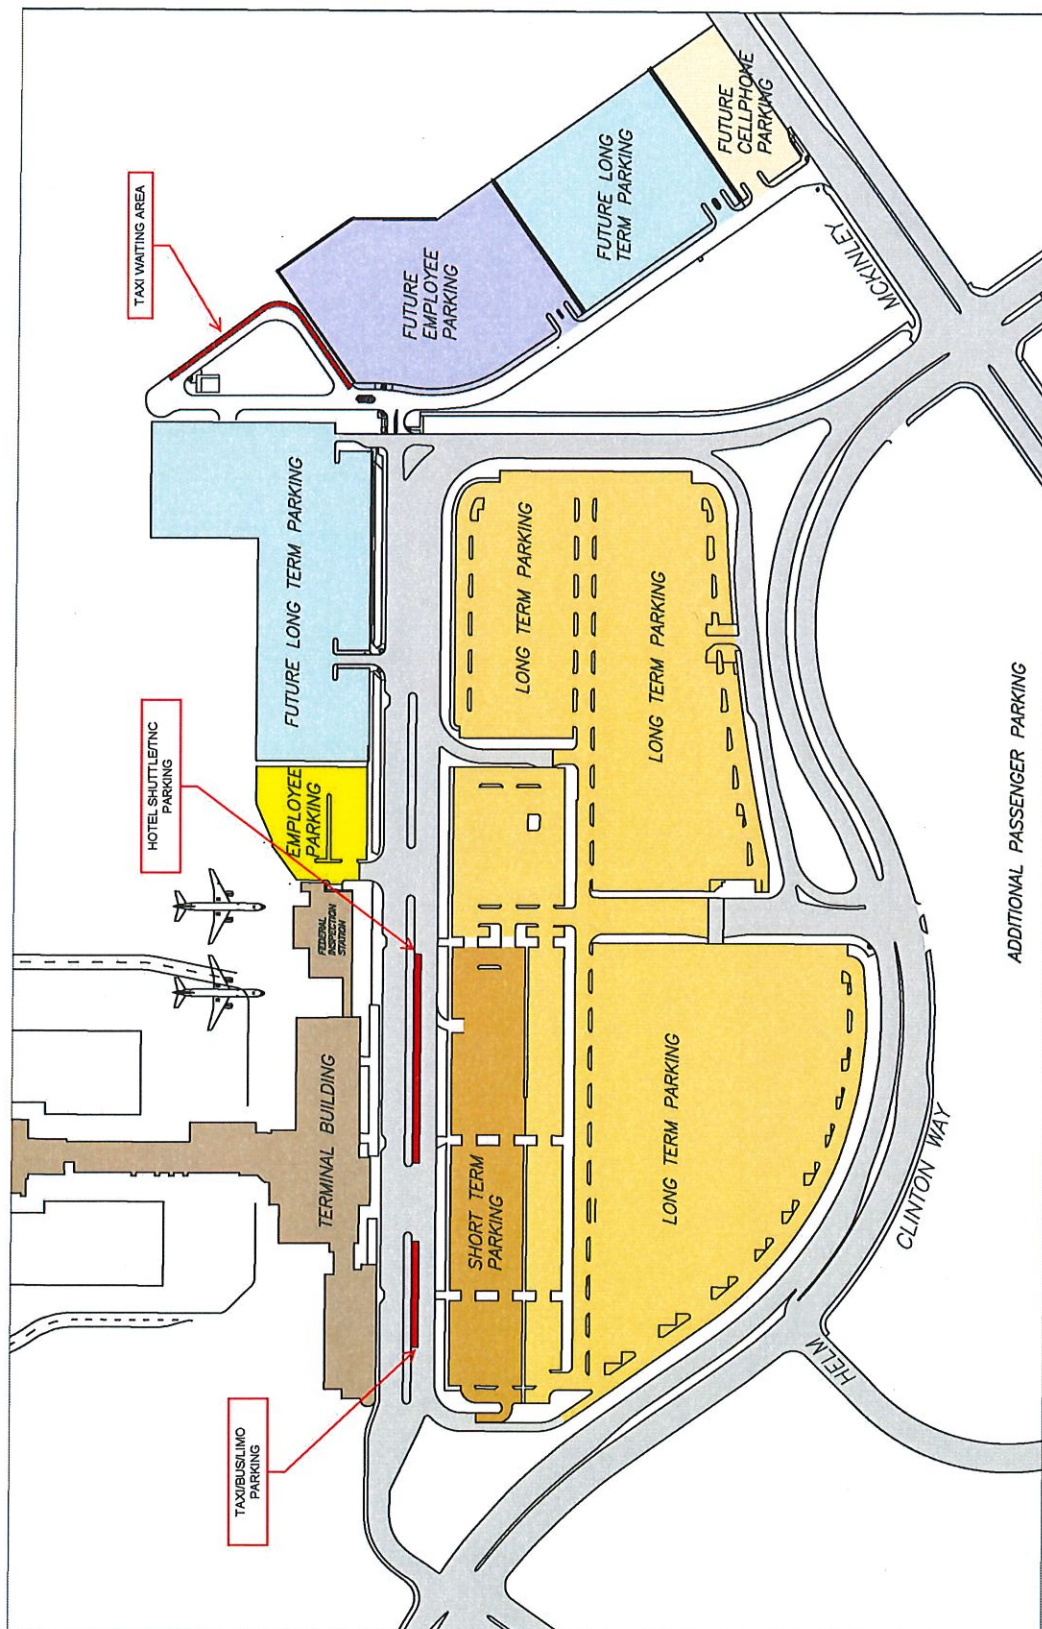 TAXI WAITING AREA
FUTURE
CELLPHONE
PARKING
FUTURE LONG
TERM PARKING
FUTURE
EMPLOYEE
PARKING
MCKINLEY
FUTURE LONG TERM PARKING
LONG TERM PARKING
LONG TERM PARKING
HOTEL SHUTTLE/TNC
PARKING
EMPLOYEE
PARKING
FEDERAL
INSPECTION
STATION
TERMINAL BUILDING
SHORT TERM
PARKING
LONG TERM PARKING
TAXI/BUS/LIMO
PARKING
CLINTON WAY
HELM
ADDITIONAL PASSENGER PARKING